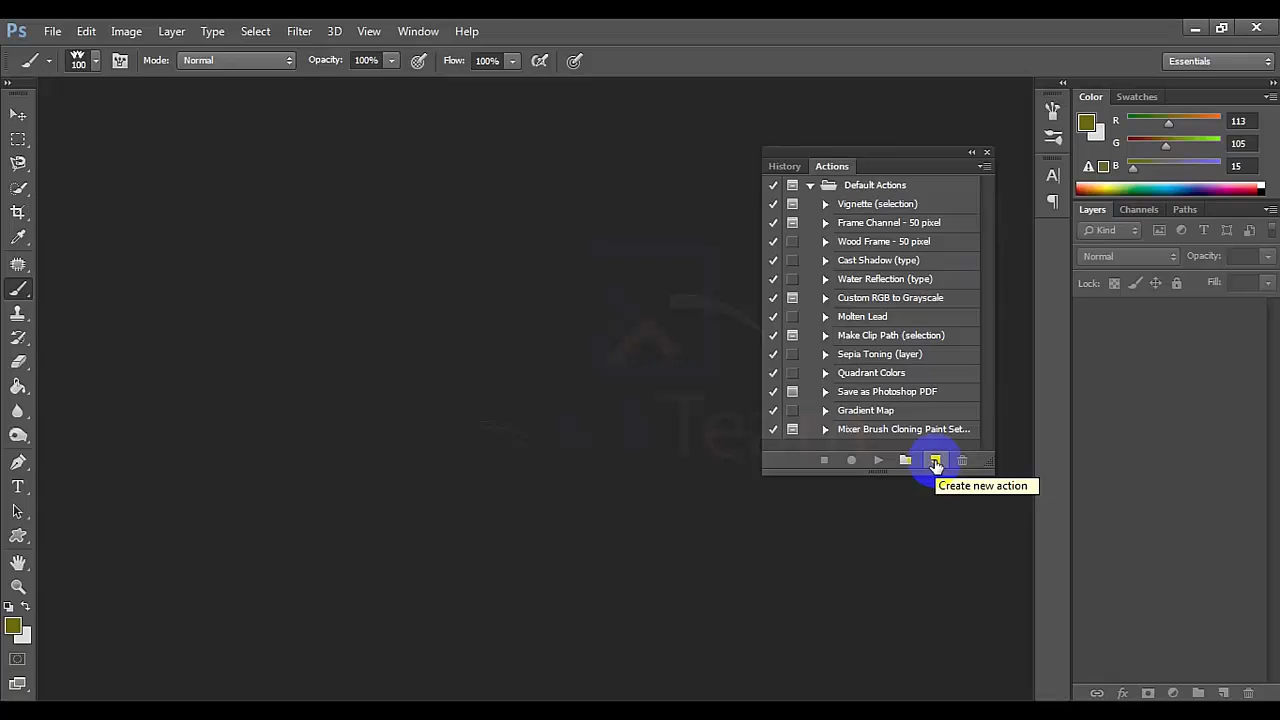 Ps File Edit Image Layer Type Select Filter 3D View Window Help
100 Mode: Normal Opacity: 100% Flow: 100% Essentials
Color Swatches
R 113
G 105
B 15
History Actions
Default Actions
Vignette (selection)
Frame Channel - 50 pixel
Wood Frame - 50 pixel
Cast Shadow (type)
Water Reflection (type)
Custom RGB to Grayscale
Molten Lead
Make Clip Path (selection)
Sepia Toning (layer)
Quadrant Colors
Save as Photoshop PDF
Gradient Map
Mixer Brush Cloning Paint Set...
Create new action
Layers Channels Paths
Kind
Normal Opacity:
Lock: Fill: